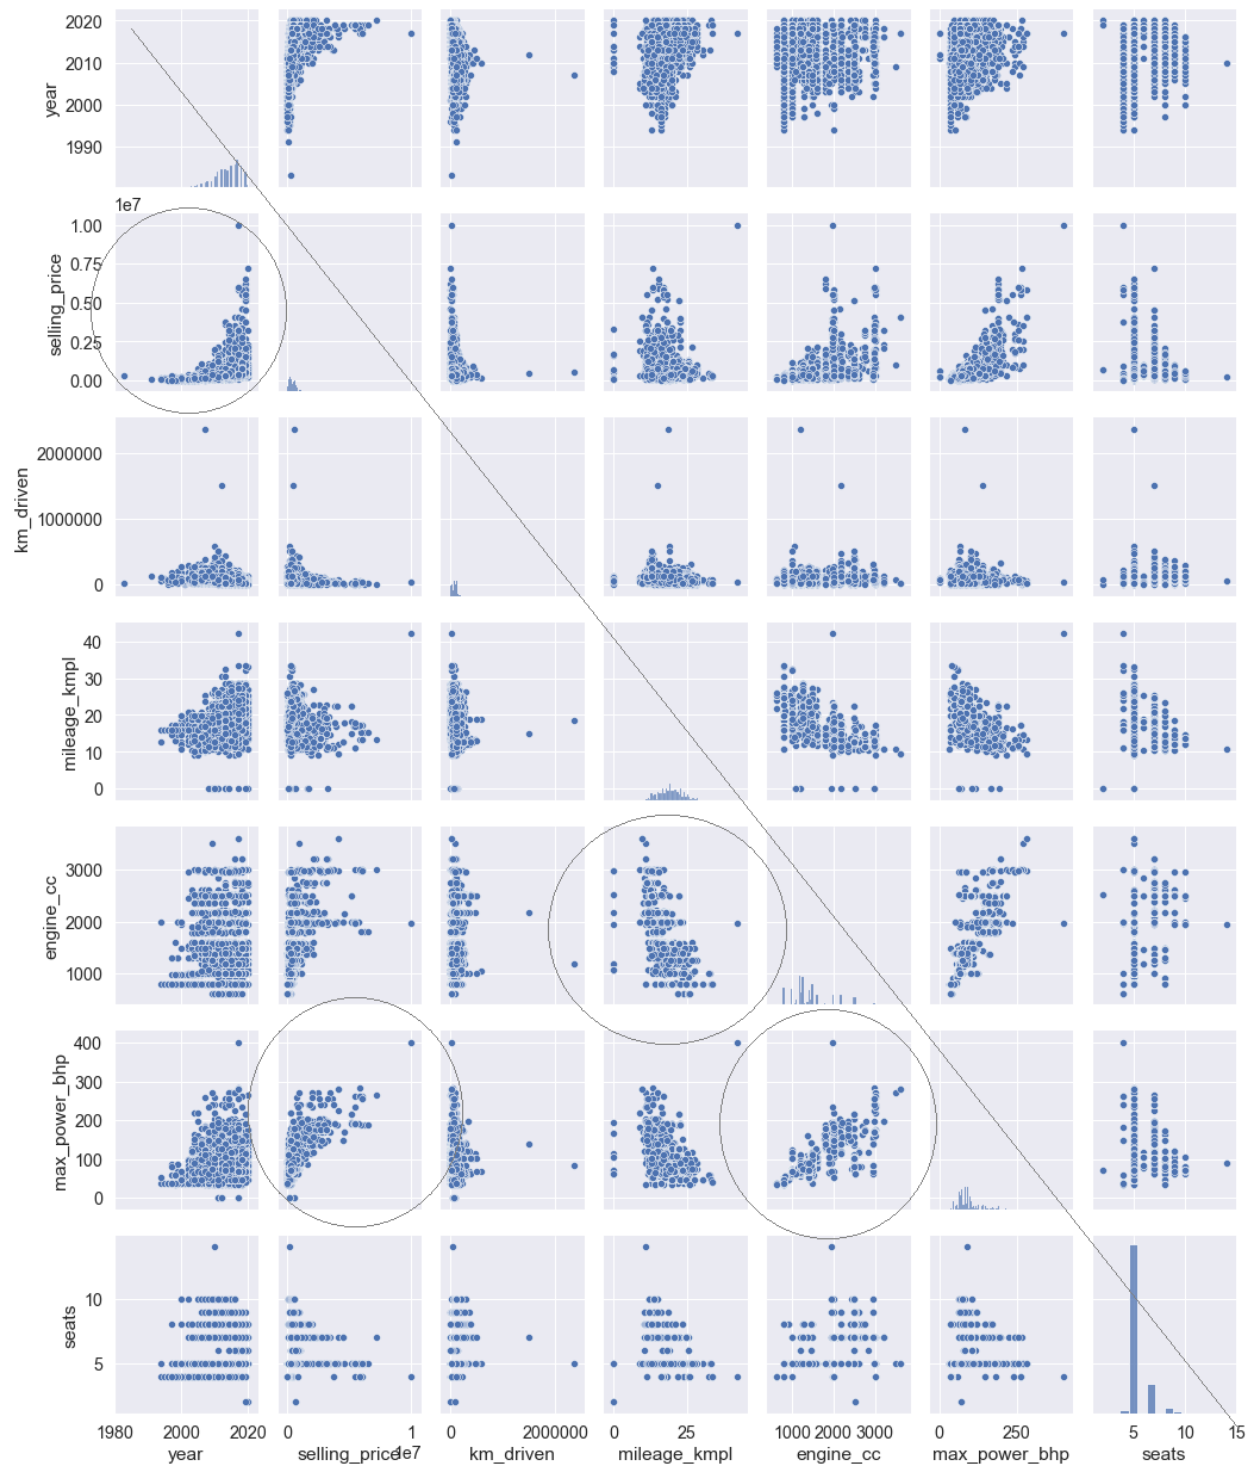 2020
2010
2000
1990
year
1e7
1.00
0.75
0.50
0.25
0.00
selling_price
2000000
1000000
0
km_driven
40
30
20
10
0
mileage_kmpl
3000
2000
1000
engine_cc
400
300
200
100
0
max_power_bhp
10
5
seats
1980 2000 2020 0 1 0 2000000 0 25 1000 2000 3000 0 250 5 10 15
year selling_price 1e7 km_driven mileage_kmpl engine_cc max_power_bhp seats